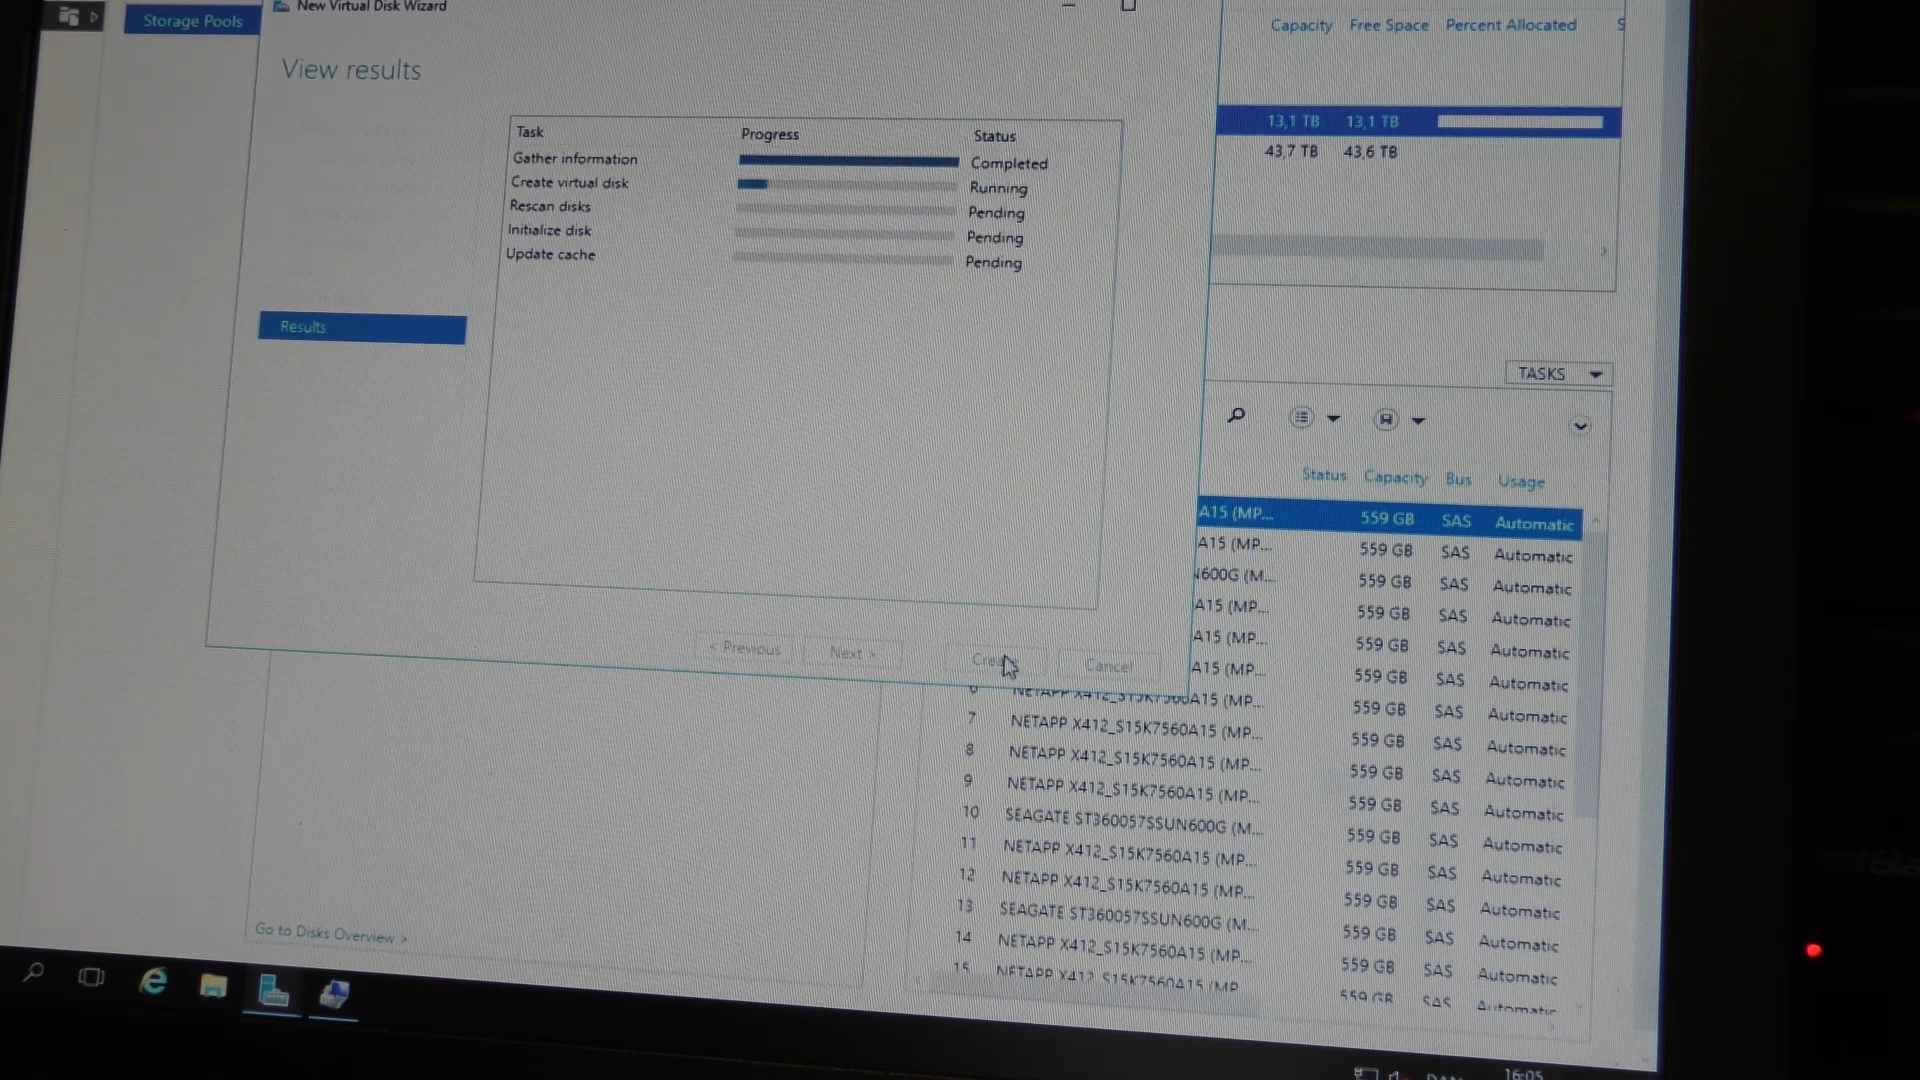 New Virtual Disk Wizard
Storage Pools
View results
Task Progress Status
Gather information Completed
Create virtual disk Running
Rescan disks Pending
Initialize disk Pending
Update cache Pending
Results
< Previous Next > Cancel
Capacity Free Space Percent Allocated S
13,1 TB 13,1 TB
43,7 TB 43,6 TB
TASKS
Status Capacity Bus Usage
A15 (MP... 559 GB SAS Automatic
A15 (MP... 559 GB SAS Automatic
N600G (M... 559 GB SAS Automatic
A15 (MP... 559 GB SAS Automatic
A15 (MP... 559 GB SAS Automatic
A15 (MP... 559 GB SAS Automatic
6 NETAPP X412_S15K7560A15 (MP... 559 GB SAS Automatic
7 NETAPP X412_S15K7560A15 (MP... 559 GB SAS Automatic
8 NETAPP X412_S15K7560A15 (MP... 559 GB SAS Automatic
9 NETAPP X412_S15K7560A15 (MP... 559 GB SAS Automatic
10 SEAGATE ST360057SSUN600G (M... 559 GB SAS Automatic
11 NETAPP X412_S15K7560A15 (MP... 559 GB SAS Automatic
12 NETAPP X412_S15K7560A15 (MP... 559 GB SAS Automatic
13 SEAGATE ST360057SSUN600G (M... 559 GB SAS Automatic
14 NETAPP X412_S15K7560A15 (MP... 559 GB SAS Automatic
15 NETAPP X412_S15K7560A15 (MP 559 GB SAS Automatic
Go to Disks Overview >
DAN 16:05